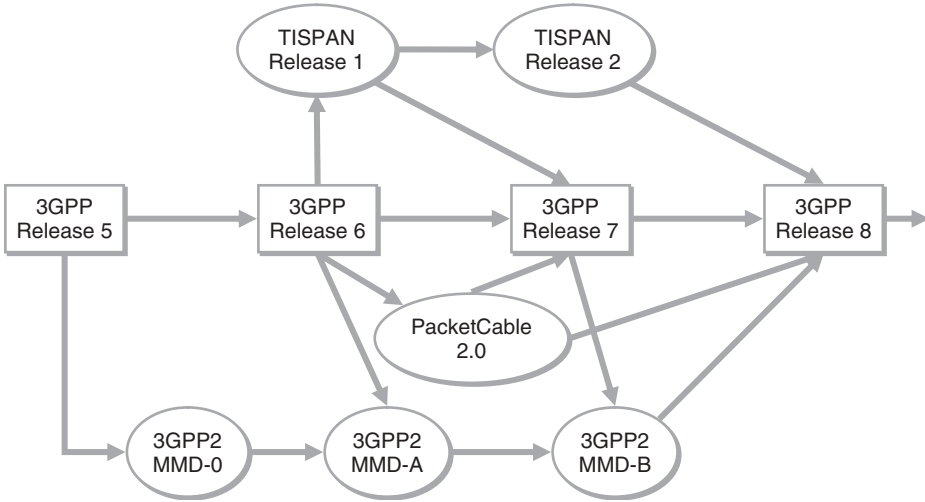 TISPAN
Release 1
TISPAN
Release 2
3GPP
Release 5
3GPP
Release 6
3GPP
Release 7
3GPP
Release 8
PacketCable
2.0
3GPP2
MMD-0
3GPP2
MMD-A
3GPP2
MMD-B